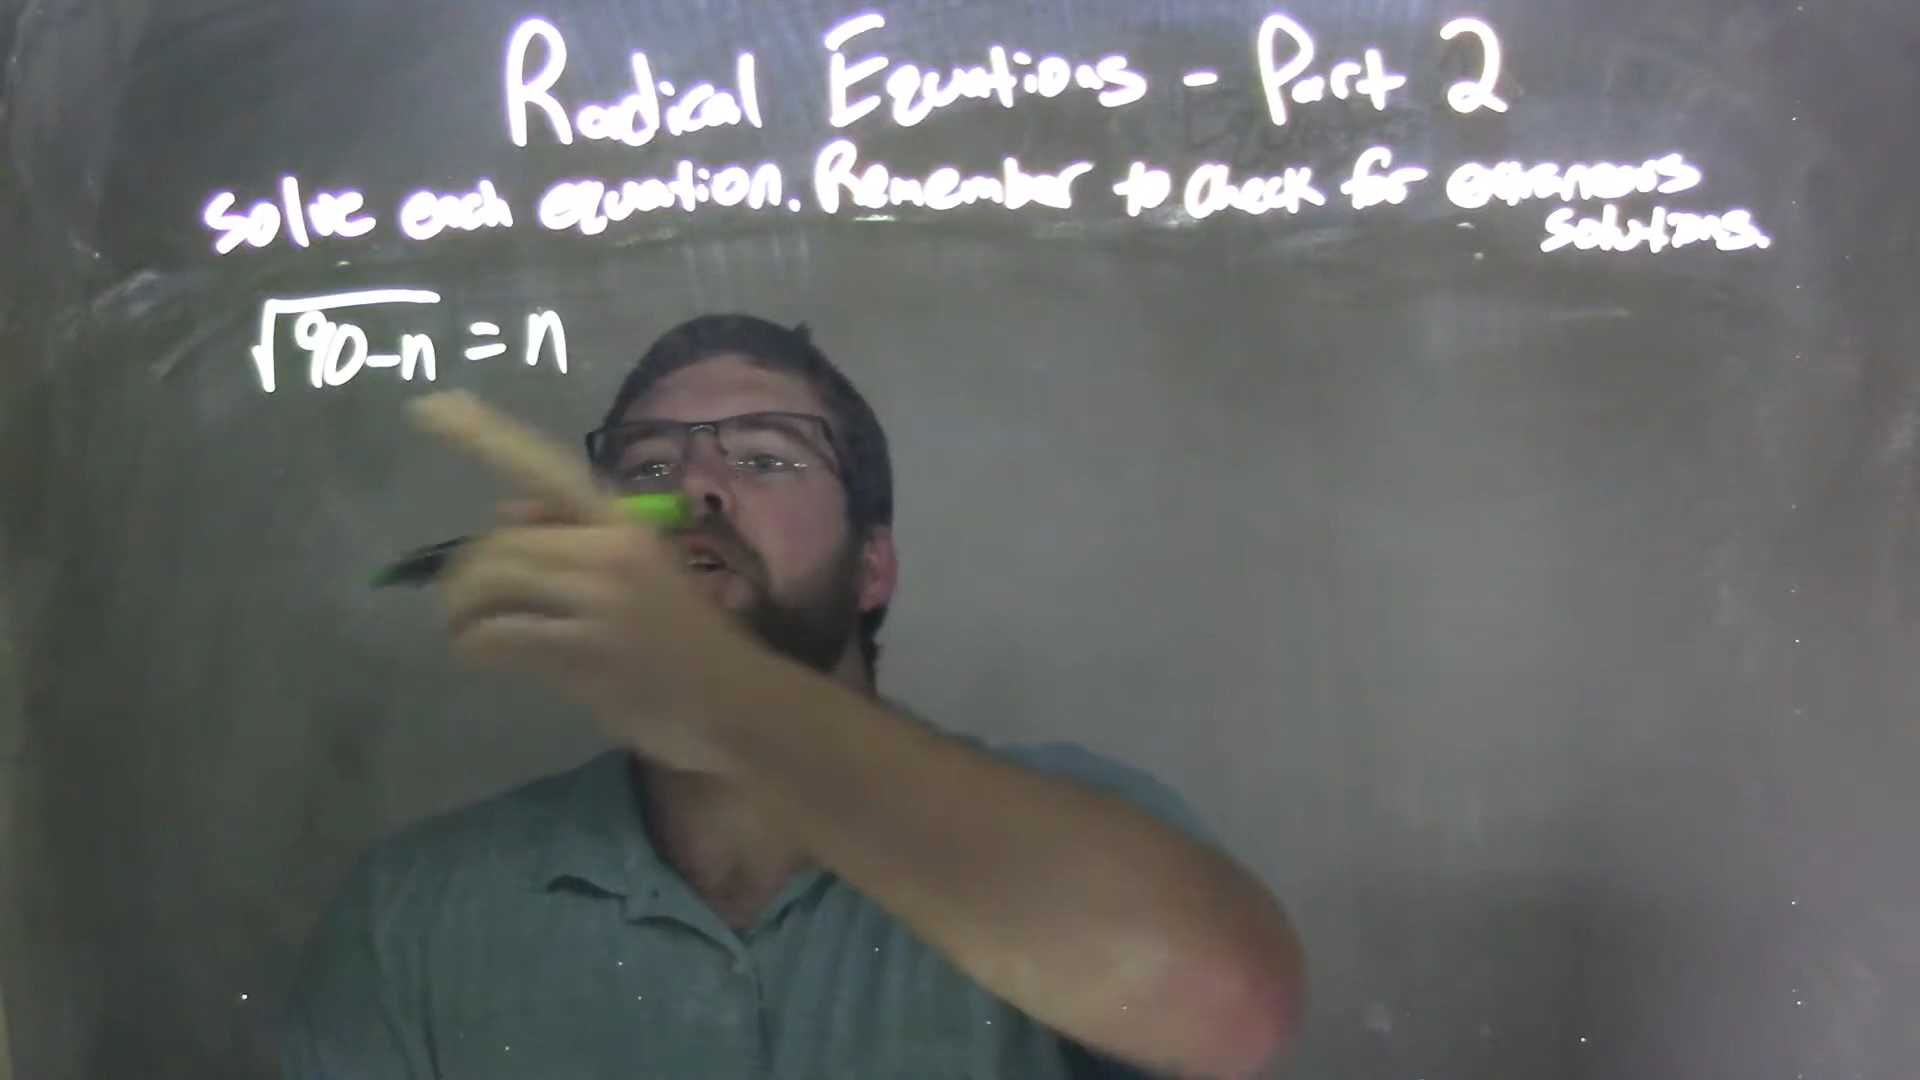 Radical Equations - Part 2
Solve each equation. Remember to check for extraneous
solutions.
√90-n = n